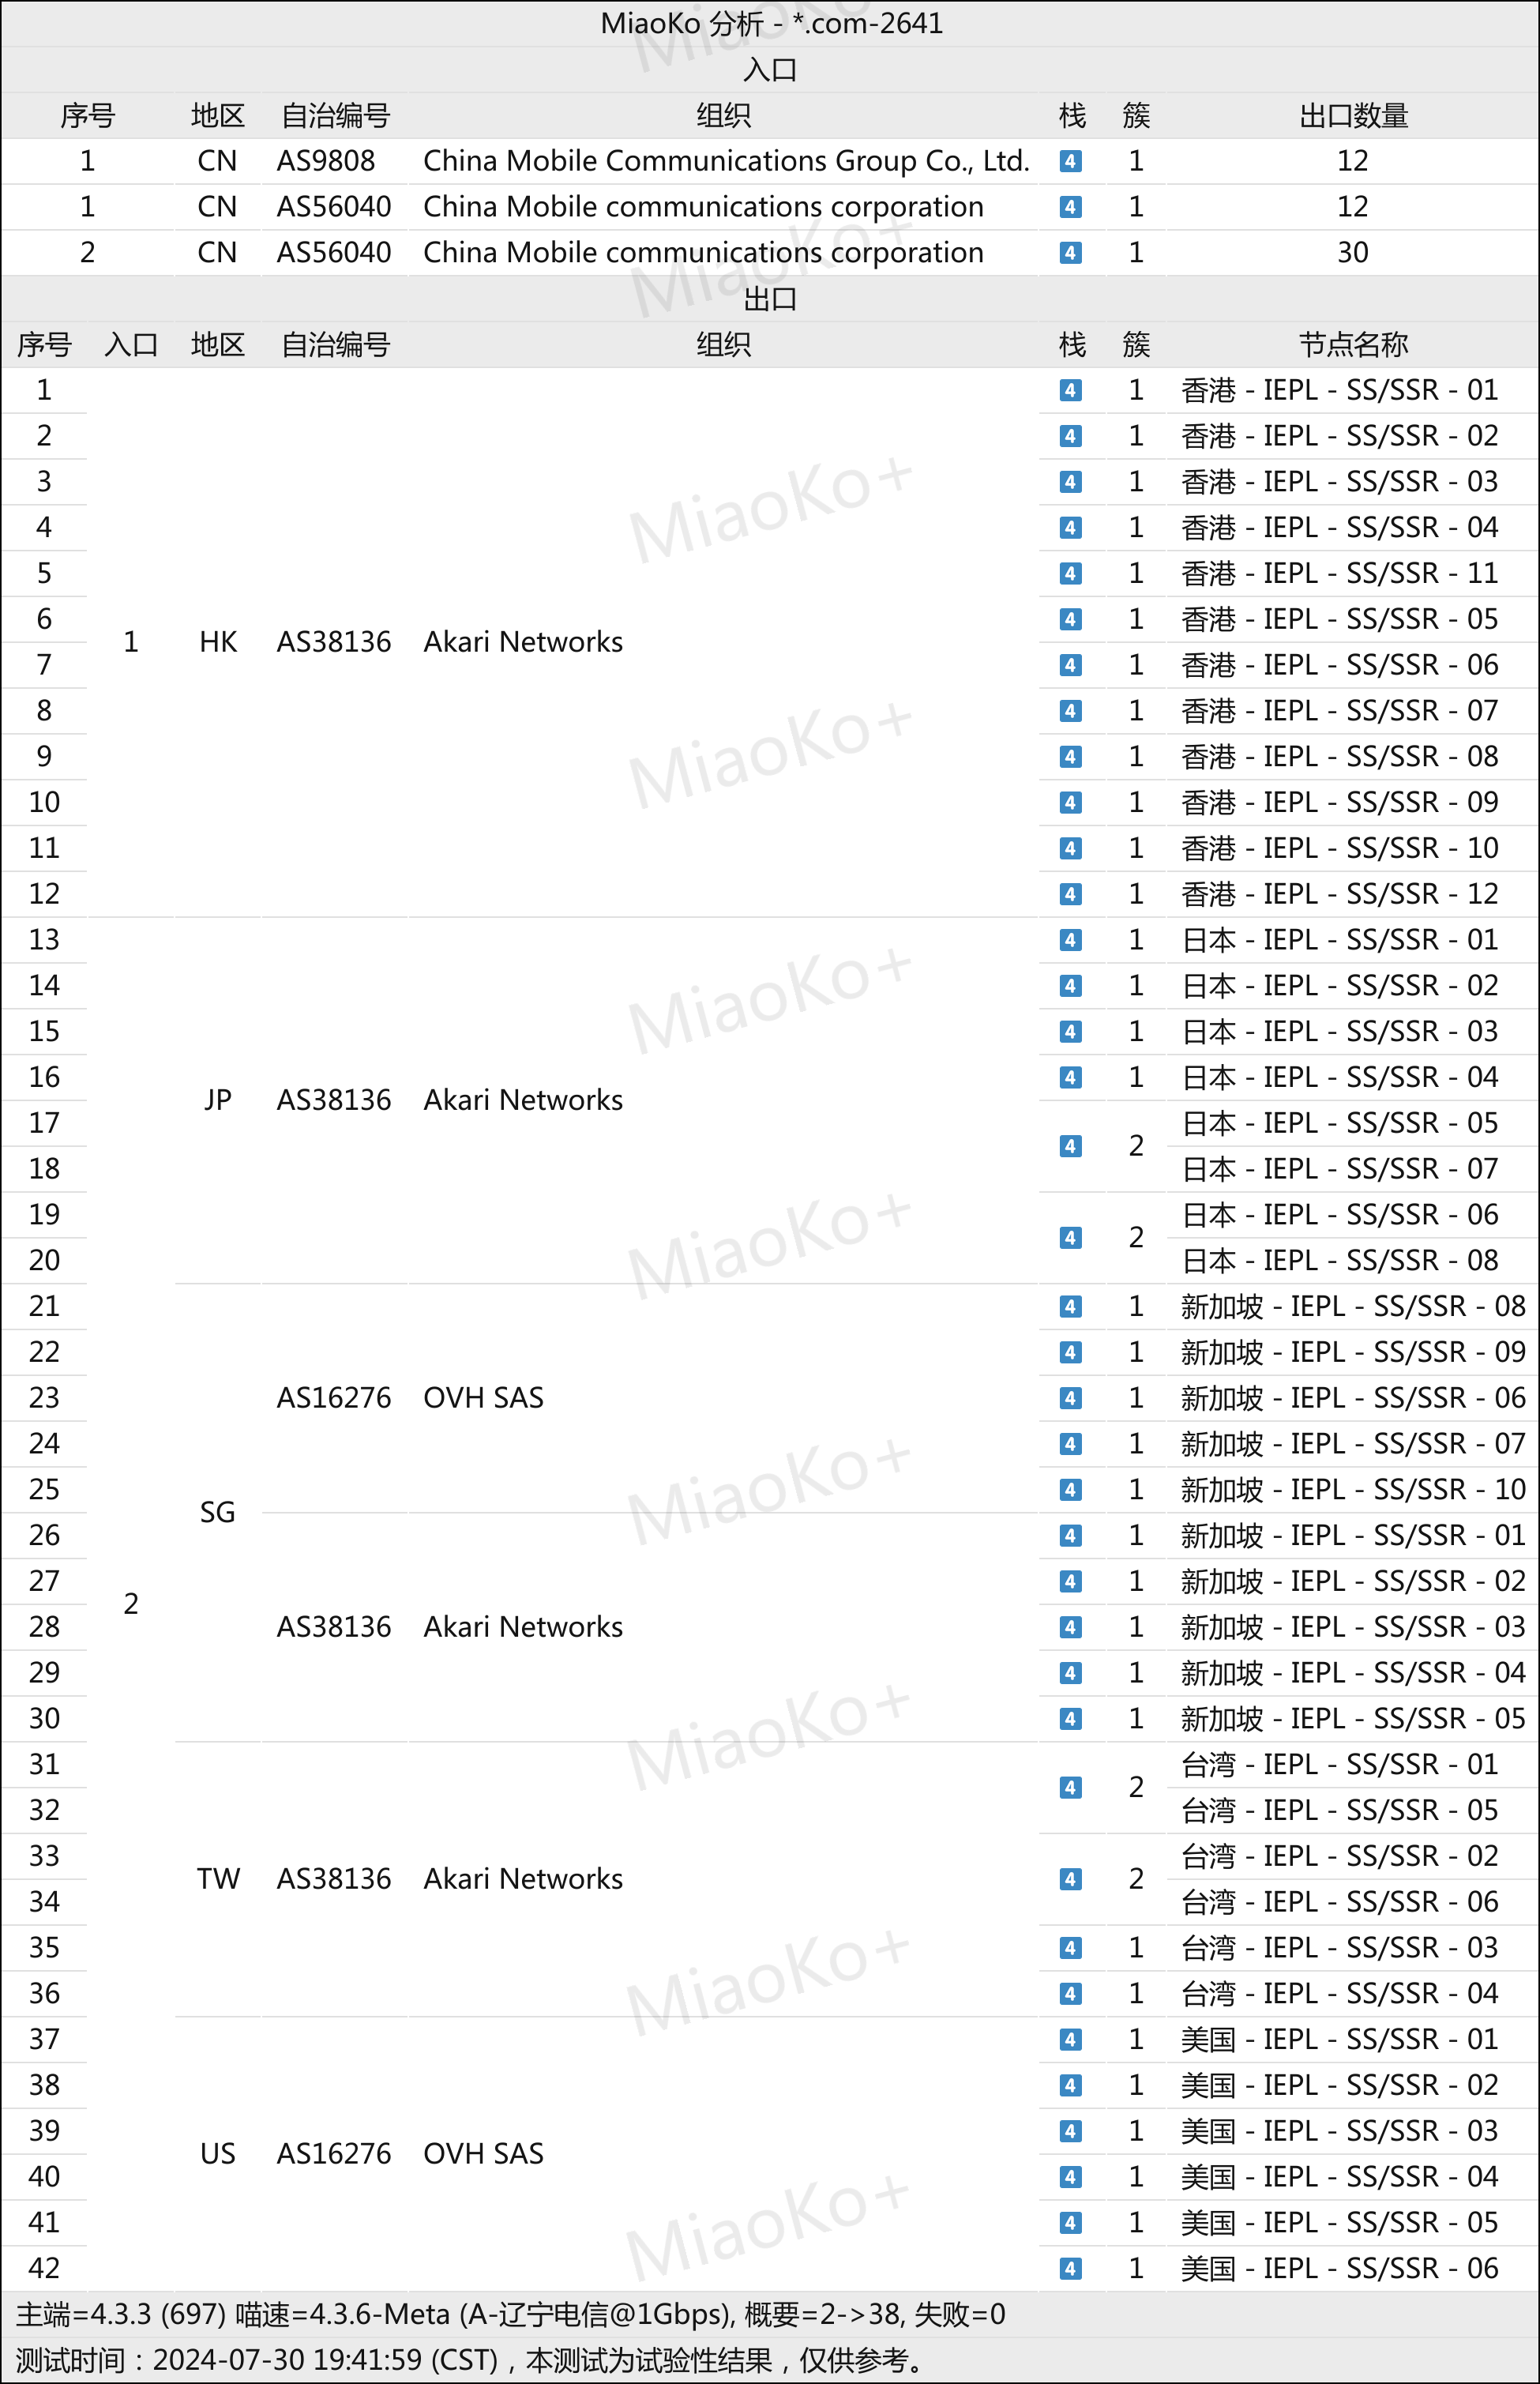 MiaoKo 分析 - *.com-2641
入口
序号 地区 自治编号 组织 栈 簇 出口数量
1 CN AS9808 China Mobile Communications Group Co., Ltd. 4 1 12
1 CN AS56040 China Mobile communications corporation 4 1 12
2 CN AS56040 China Mobile communications corporation 4 1 30
出口
序号 入口 地区 自治编号 组织 栈 簇 节点名称
1 4 1 香港 - IEPL - SS/SSR - 01
2 4 1 香港 - IEPL - SS/SSR - 02
3 4 1 香港 - IEPL - SS/SSR - 03
4 4 1 香港 - IEPL - SS/SSR - 04
5 4 1 香港 - IEPL - SS/SSR - 11
6 4 1 香港 - IEPL - SS/SSR - 05
1 HK AS38136 Akari Networks
7 4 1 香港 - IEPL - SS/SSR - 06
8 4 1 香港 - IEPL - SS/SSR - 07
9 4 1 香港 - IEPL - SS/SSR - 08
10 4 1 香港 - IEPL - SS/SSR - 09
11 4 1 香港 - IEPL - SS/SSR - 10
12 4 1 香港 - IEPL - SS/SSR - 12
13 4 1 日本 - IEPL - SS/SSR - 01
14 4 1 日本 - IEPL - SS/SSR - 02
15 4 1 日本 - IEPL - SS/SSR - 03
16 4 1 日本 - IEPL - SS/SSR - 04
JP AS38136 Akari Networks
17 4 2 日本 - IEPL - SS/SSR - 05
18 日本 - IEPL - SS/SSR - 07
19 4 2 日本 - IEPL - SS/SSR - 06
20 日本 - IEPL - SS/SSR - 08
21 4 1 新加坡 - IEPL - SS/SSR - 08
22 4 1 新加坡 - IEPL - SS/SSR - 09
23 AS16276 OVH SAS 4 1 新加坡 - IEPL - SS/SSR - 06
24 4 1 新加坡 - IEPL - SS/SSR - 07
25 4 1 新加坡 - IEPL - SS/SSR - 10
SG
26 4 1 新加坡 - IEPL - SS/SSR - 01
27 4 1 新加坡 - IEPL - SS/SSR - 02
2
28 AS38136 Akari Networks 4 1 新加坡 - IEPL - SS/SSR - 03
29 4 1 新加坡 - IEPL - SS/SSR - 04
30 4 1 新加坡 - IEPL - SS/SSR - 05
31 4 2 台湾 - IEPL - SS/SSR - 01
32 台湾 - IEPL - SS/SSR - 05
33 4 2 台湾 - IEPL - SS/SSR - 02
TW AS38136 Akari Networks
34 台湾 - IEPL - SS/SSR - 06
35 4 1 台湾 - IEPL - SS/SSR - 03
36 4 1 台湾 - IEPL - SS/SSR - 04
37 4 1 美国 - IEPL - SS/SSR - 01
38 4 1 美国 - IEPL - SS/SSR - 02
39 4 1 美国 - IEPL - SS/SSR - 03
US AS16276 OVH SAS
40 4 1 美国 - IEPL - SS/SSR - 04
41 4 1 美国 - IEPL - SS/SSR - 05
42 4 1 美国 - IEPL - SS/SSR - 06
主端=4.3.3 (697) 喵速=4.3.6-Meta (A-辽宁电信@1Gbps), 概要=2->38, 失败=0
测试时间：2024-07-30 19:41:59 (CST)，本测试为试验性结果，仅供参考。
MiaoKo+
MiaoKo+
MiaoKo+
MiaoKo+
MiaoKo+
MiaoKo+
MiaoKo+
MiaoKo+
MiaoKo+
MiaoKo+